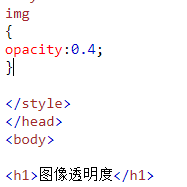 img
{
opacity:0.4;
}
</style>
</head>
<body>
<h1>图像透明度</h1>